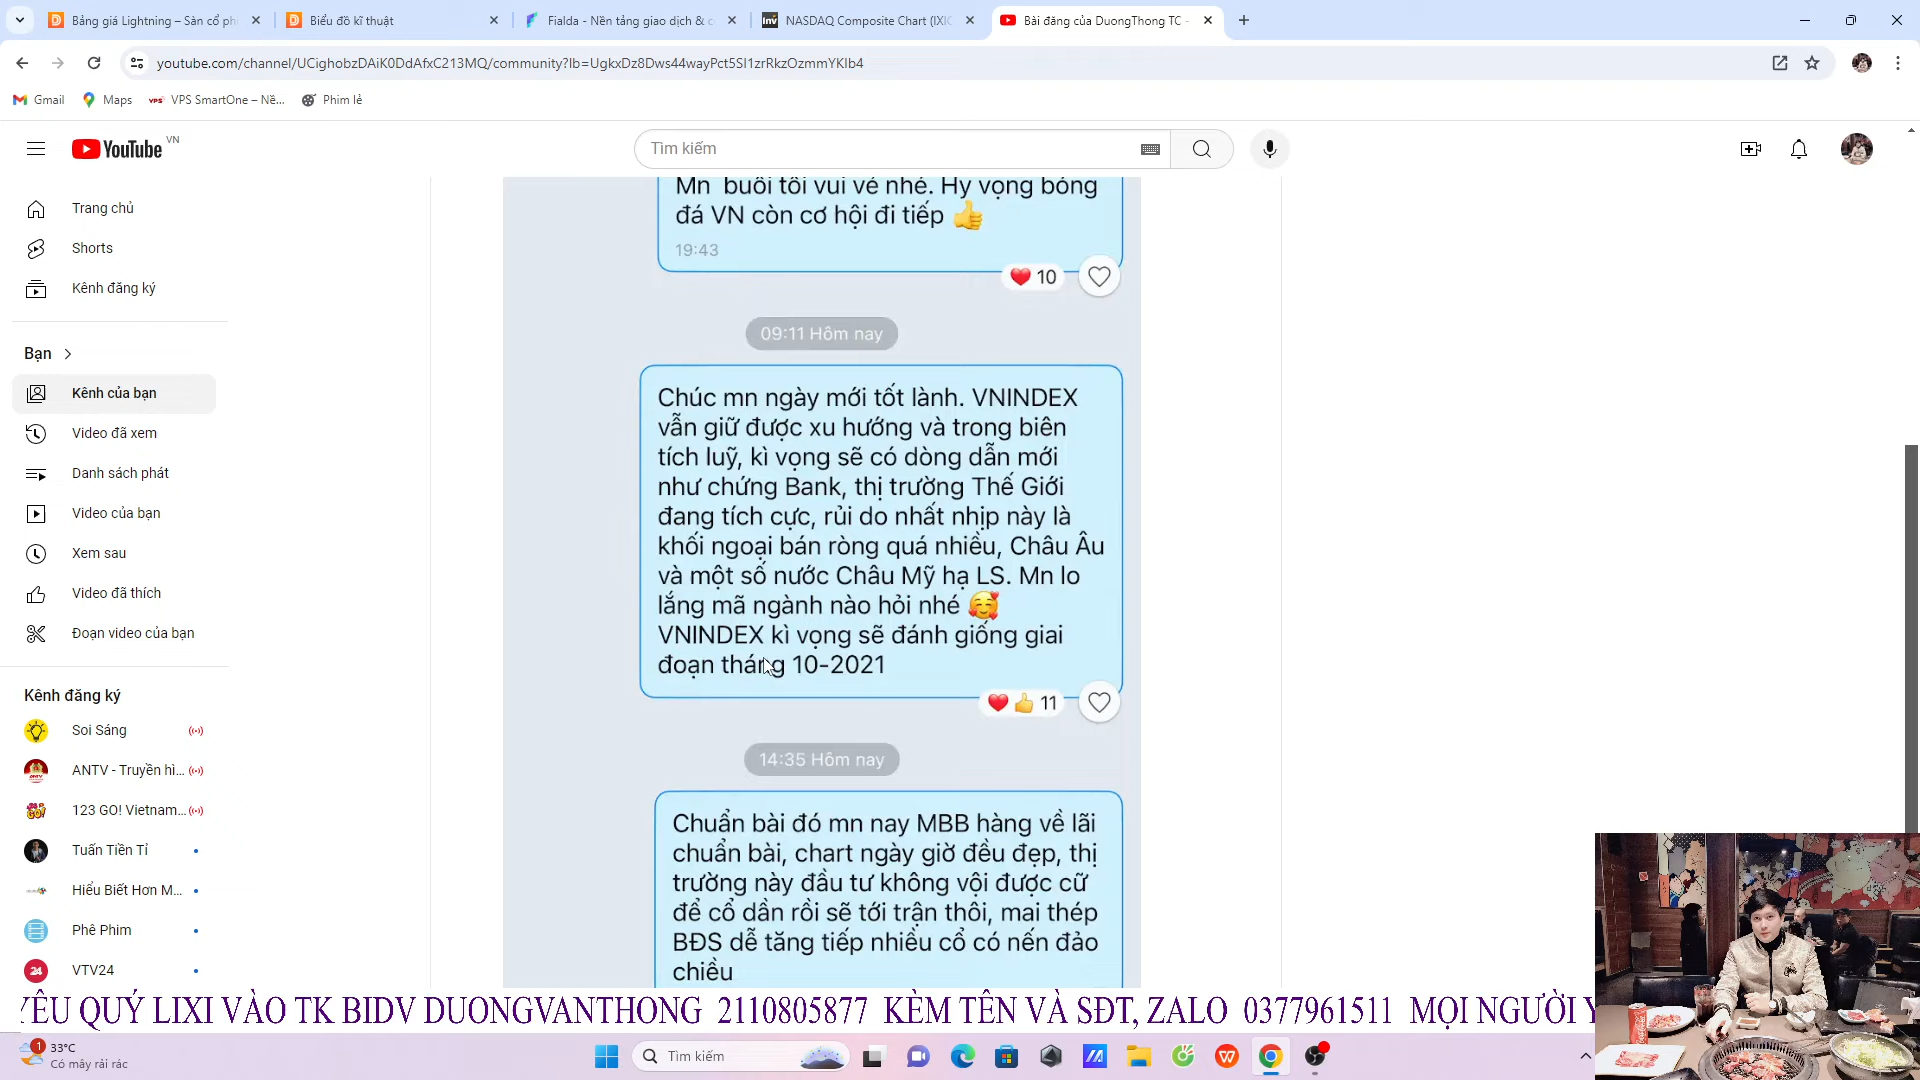 Bảng giá Lightning – Sàn cổ ph
Biểu đồ kĩ thuật
Fialda - Nền tảng giao dịch & c
NASDAQ Composite Chart (IXIC
Bài đăng của DuongThong TC -
youtube.com/channel/UCighobzDAiK0DdAfxC213MQ/community?lb=UgkxDz8Dws44wayPct5SI1zrRkzOzmmYKIb4
Gmail
Maps
VPS SmartOne – Nề...
Phim lẻ
YouTube VN
Tìm kiếm
Trang chủ
Shorts
Kênh đăng ký
Bạn
Kênh của bạn
Video đã xem
Danh sách phát
Video của bạn
Xem sau
Video đã thích
Đoạn video của bạn
Kênh đăng ký
Soi Sáng
ANTV - Truyền hì...
123 GO! Vietnam...
Tuấn Tiền Tỉ
Hiểu Biết Hơn M...
Phê Phim
VTV24
Mn buổi tối vui vẻ nhé. Hy vọng bóng
đá VN còn cơ hội đi tiếp 👍
19:43
10
09:11 Hôm nay
Chúc mn ngày mới tốt lành. VNINDEX
vẫn giữ được xu hướng và trong biên
tích luỹ, kì vọng sẽ có dòng dẫn mới
như chứng Bank, thị trường Thế Giới
đang tích cực, rủi do nhất nhịp này là
khối ngoại bán ròng quá nhiều, Châu Âu
và một số nước Châu Mỹ hạ LS. Mn lo
lắng mã ngành nào hỏi nhé 🥰
VNINDEX kì vọng sẽ đánh giống giai
đoạn tháng 10-2021
11
14:35 Hôm nay
Chuẩn bài đó mn nay MBB hàng về lãi
chuẩn bài, chart ngày giờ đều đẹp, thị
trường này đầu tư không vội được cữ
để cổ dần rồi sẽ tới trận thôi, mai thép
BĐS dễ tăng tiếp nhiều cổ có nến đảo
chiều
YÊU QUÝ LIXI VÀO TK BIDV DUONGVANTHONG 2110805877 KÈM TÊN VÀ SĐT, ZALO 0377961511 MỌI NGƯỜI Y
1
33°C
Có mây rải rác
Tìm kiếm